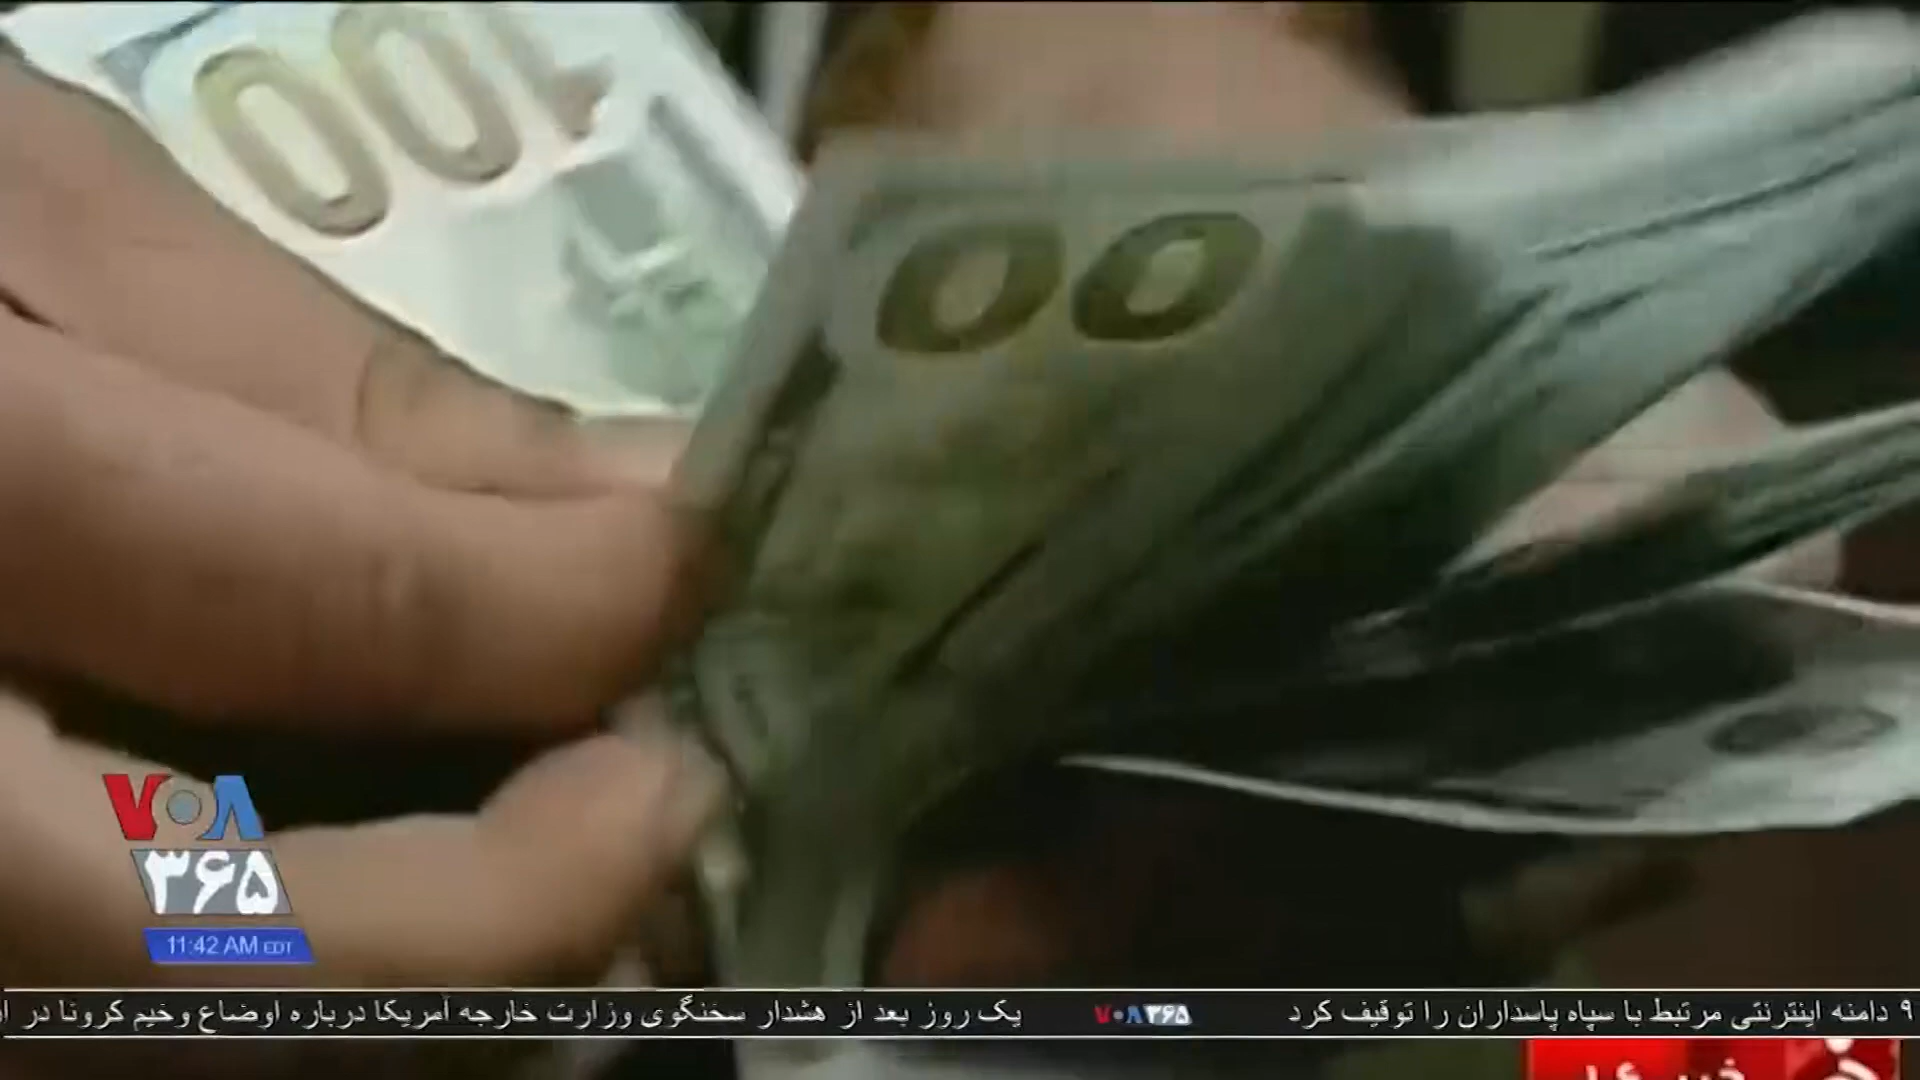 100
00
VOA
۳۶۵
11:42 AM EDT
۹ دامنه اینترنتی مرتبط با سپاه پاسداران را توقیف کرد VOA۳۶۵ یک روز بعد از هشدار سخنگوی وزارت خارجه آمریکا درباره اوضاع وخیم کرونا در